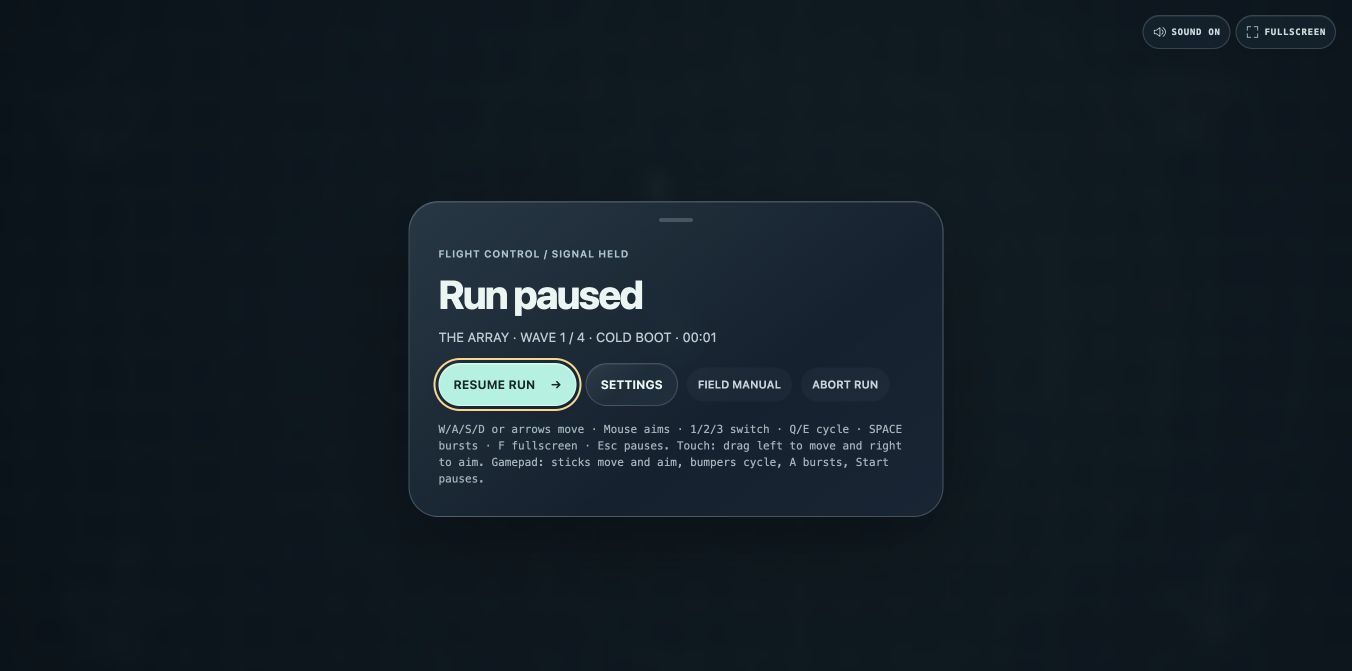 SOUND ON
FULLSCREEN
FLIGHT CONTROL / SIGNAL HELD
Run paused
THE ARRAY · WAVE 1 / 4 · COLD BOOT · 00:01
RESUME RUN →
SETTINGS
FIELD MANUAL
ABORT RUN
W/A/S/D or arrows move · Mouse aims · 1/2/3 switch · Q/E cycle · SPACE
bursts · F fullscreen · Esc pauses. Touch: drag left to move and right
to aim. Gamepad: sticks move and aim, bumpers cycle, A bursts, Start
pauses.